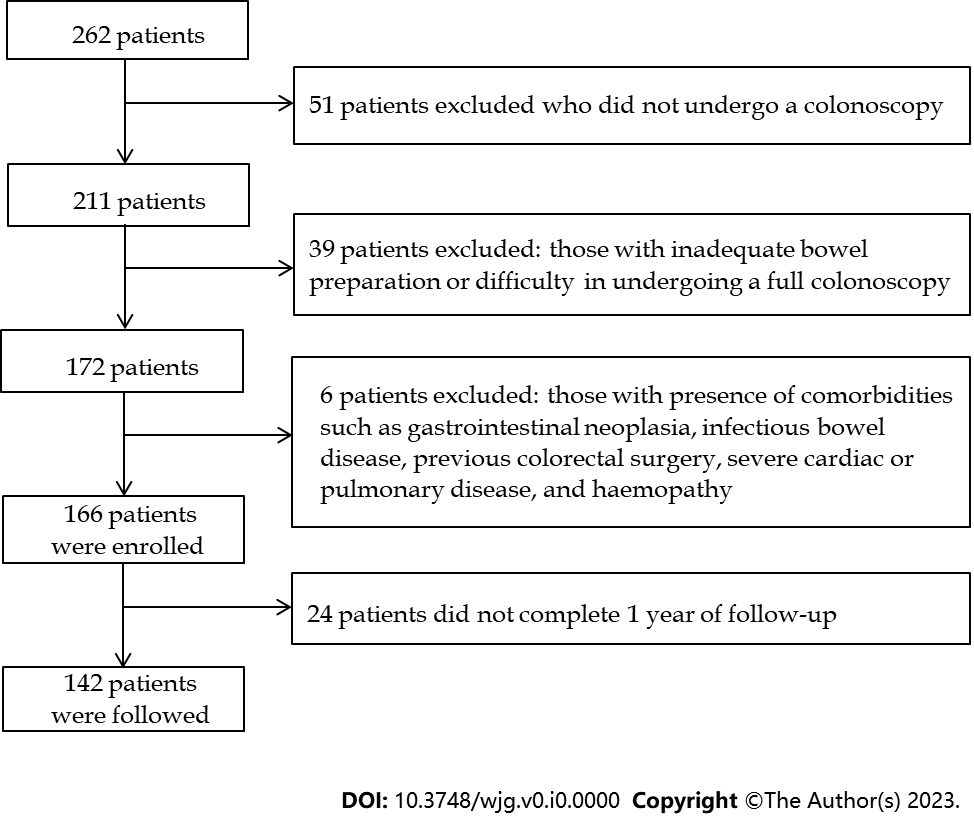 262 patients
51 patients excluded who did not undergo a colonoscopy
211 patients
39 patients excluded: those with inadequate bowel
preparation or difficulty in undergoing a full colonoscopy
172 patients
6 patients excluded: those with presence of comorbidities
such as gastrointestinal neoplasia, infectious bowel
disease, previous colorectal surgery, severe cardiac or
pulmonary disease, and haemopathy
166 patients
were enrolled
24 patients did not complete 1 year of follow-up
142 patients
were followed
DOI: 10.3748/wjg.v0.i0.0000 Copyright ©The Author(s) 2023.